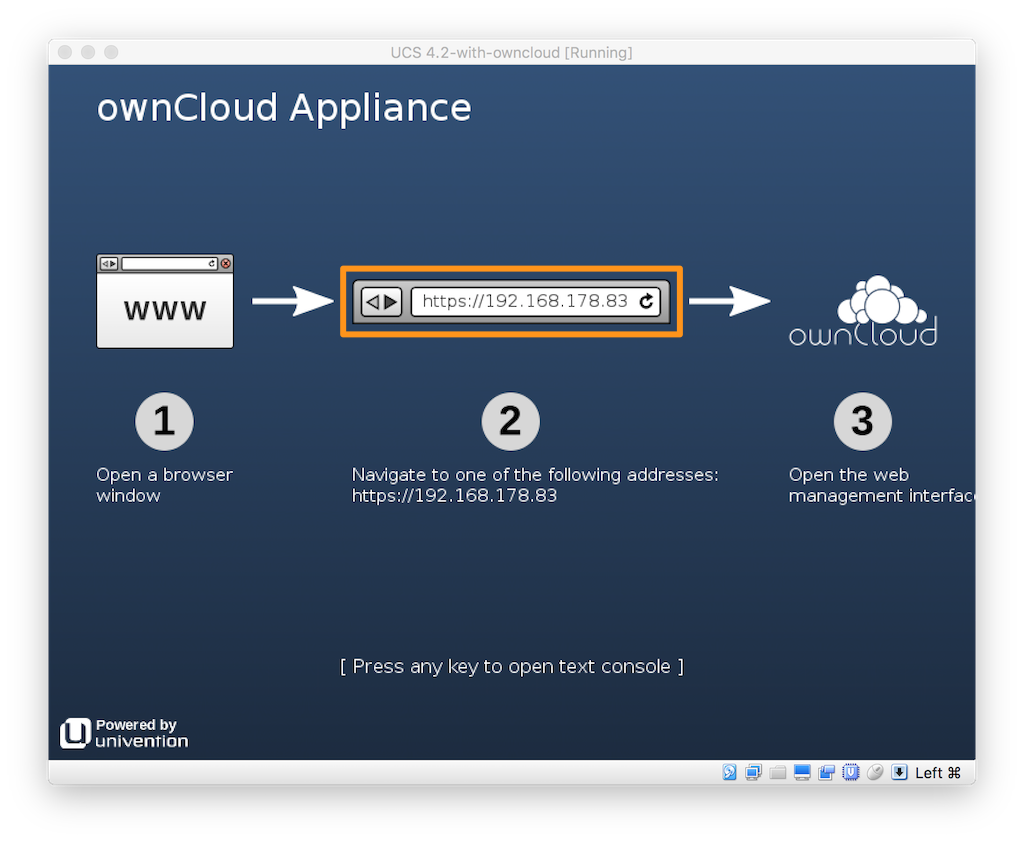 UCS 4.2-with-owncloud [Running]
ownCloud Appliance
www
https://192.168.178.83
ownCloud
1
2
3
Open a browser
window
Navigate to one of the following addresses:
https://192.168.178.83
Open the web
management interfac
[ Press any key to open text console ]
Powered by
univention
Left ⌘